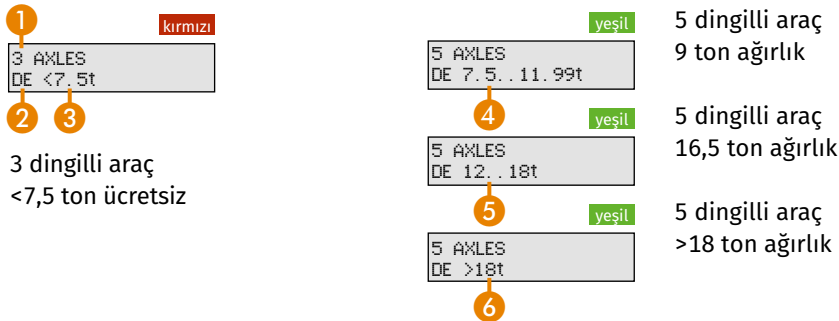 1
kırmızı
3 AXLES
DE <7.5t
2 3
3 dingilli araç
<7,5 ton ücretsiz
yeşil
5 AXLES
DE 7.5..11.99t
4
5 dingilli araç
9 ton ağırlık
yeşil
5 AXLES
DE 12..18t
5
5 dingilli araç
16,5 ton ağırlık
yeşil
5 AXLES
DE >18t
6
5 dingilli araç
>18 ton ağırlık